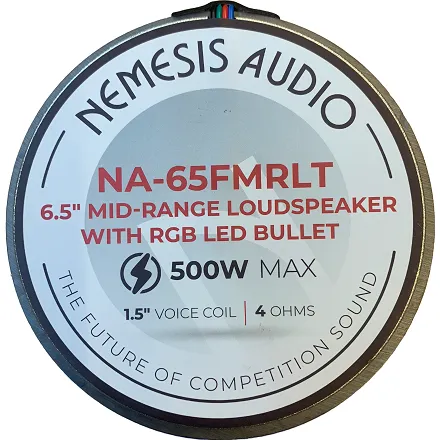 NEMESIS AUDIO
NA-65FMRLT
6.5" MID-RANGE LOUDSPEAKER
WITH RGB LED BULLET
500W MAX
1.5" VOICE COIL | 4 OHMS
THE FUTURE OF COMPETITION SOUND